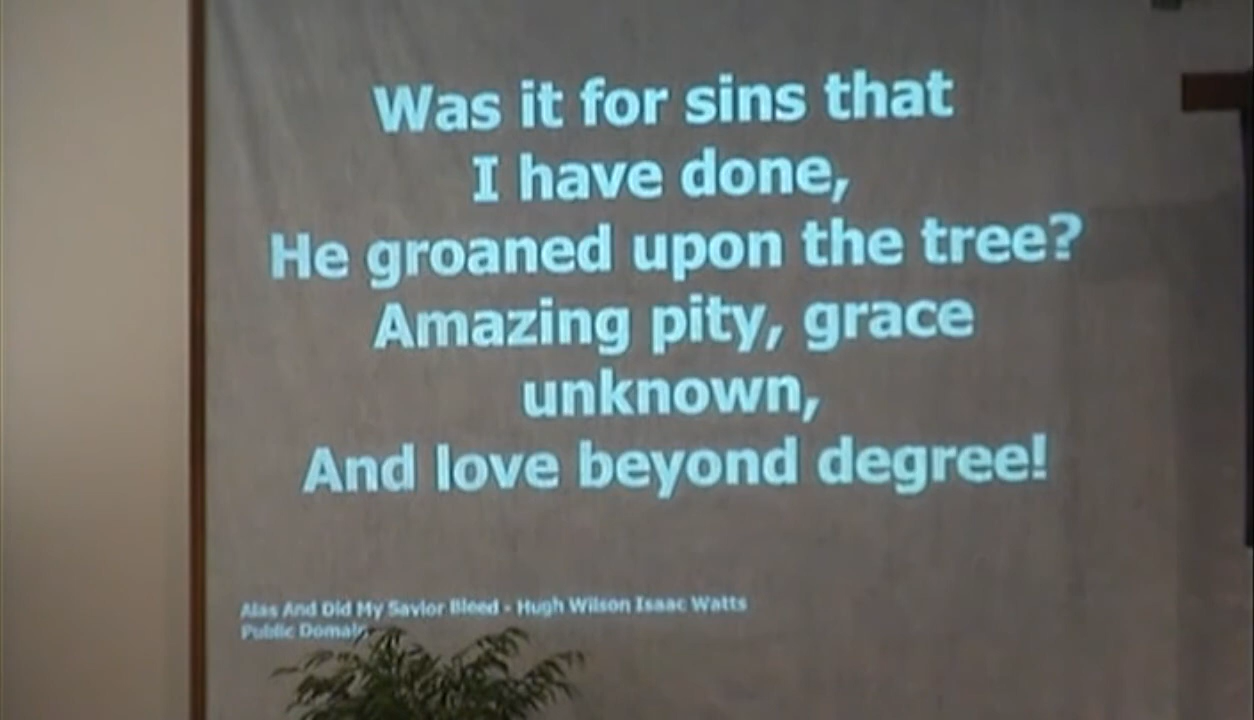 Was it for sins that
I have done,
He groaned upon the tree?
Amazing pity, grace
unknown,
And love beyond degree!
Alas And Did My Savior Bleed - Hugh Wilson Isaac Watts
Public Domain